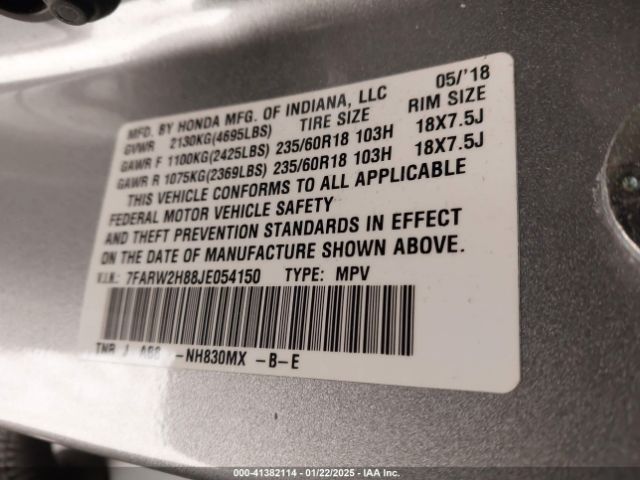 MFD. BY HONDA MFG. OF INDIANA, LLC 05/'18
GVWR 2130KG(4695LBS) TIRE SIZE RIM SIZE
GAWR F 1100KG(2425LBS) 235/60R18 103H 18X7.5J
GAWR R 1075KG(2369LBS) 235/60R18 103H 18X7.5J
THIS VEHICLE CONFORMS TO ALL APPLICABLE
FEDERAL MOTOR VEHICLE SAFETY
AND THEFT PREVENTION STANDARDS IN EFFECT
ON THE DATE OF MANUFACTURE SHOWN ABOVE.
V.I.N.: 7FARW2H88JE054150 TYPE: MPV
-NH830MX -B-E
000-41382114 - 01/22/2025 - IAA Inc.